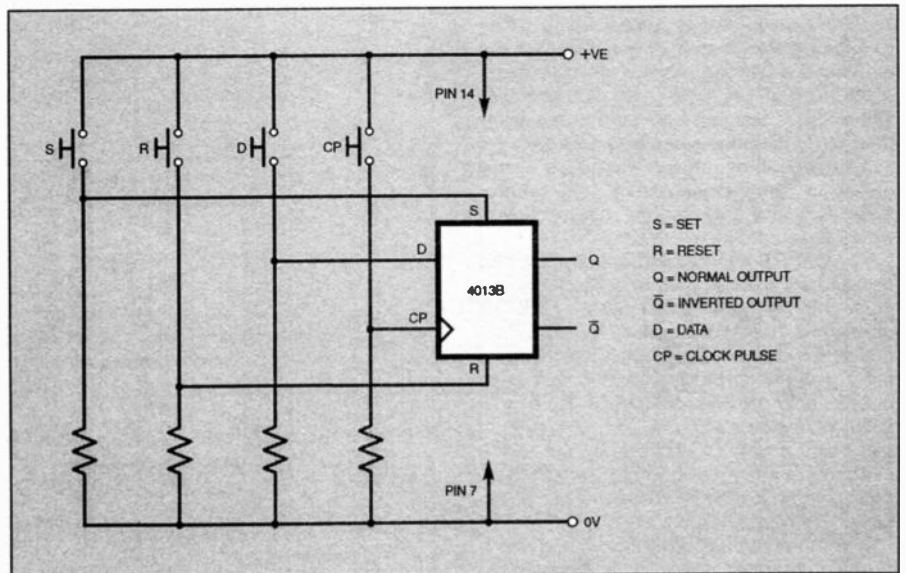 +VE
PIN 14
S
R
D
CP
S
D
Q
4013B
CP
Q̅
R
PIN 7
0V
S = SET
R = RESET
Q = NORMAL OUTPUT
Q̅ = INVERTED OUTPUT
D = DATA
CP = CLOCK PULSE